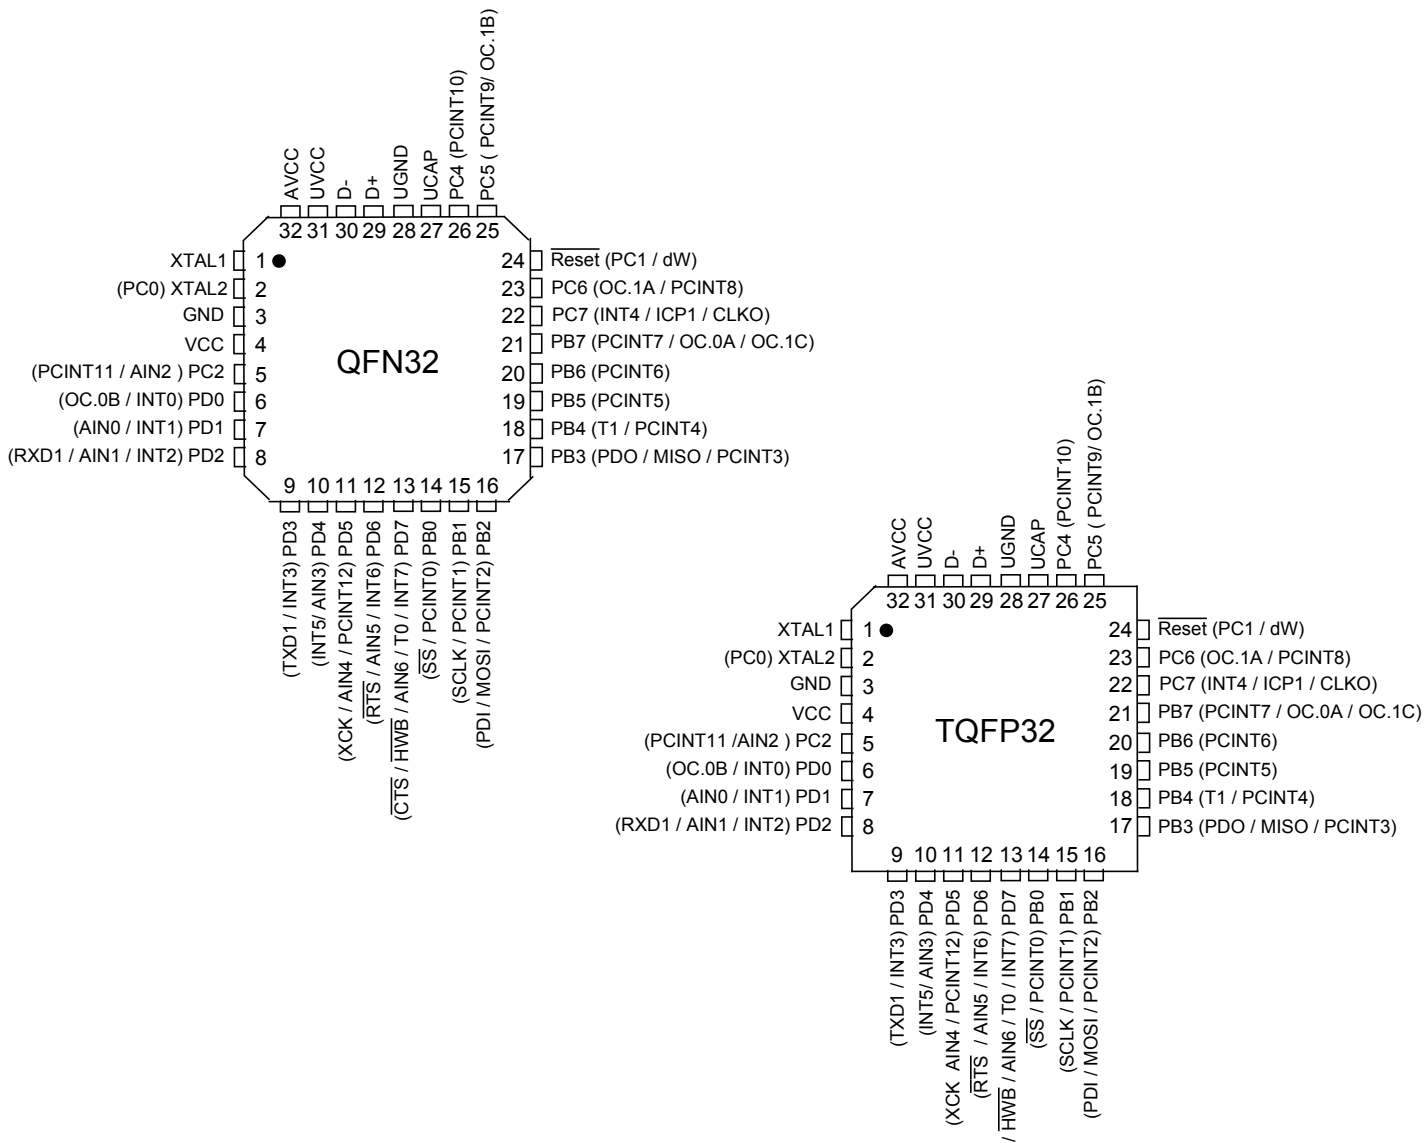 AVCC
UVCC
D-
D+
UGND
UCAP
PC4 (PCINT10)
PC5 ( PCINT9/ OC.1B)
32 31 30 29 28 27 26 25
XTAL1 1
(PC0) XTAL2 2
GND 3
VCC 4
(PCINT11 / AIN2 ) PC2 5
(OC.0B / INT0) PD0 6
(AIN0 / INT1) PD1 7
(RXD1 / AIN1 / INT2) PD2 8
QFN32
24 Reset (PC1 / dW)
23 PC6 (OC.1A / PCINT8)
22 PC7 (INT4 / ICP1 / CLKO)
21 PB7 (PCINT7 / OC.0A / OC.1C)
20 PB6 (PCINT6)
19 PB5 (PCINT5)
18 PB4 (T1 / PCINT4)
17 PB3 (PDO / MISO / PCINT3)
9 10 11 12 13 14 15 16
(TXD1 / INT3) PD3
(INT5/ AIN3) PD4
(XCK / AIN4 / PCINT12) PD5
(RTS / AIN5 / INT6) PD6
(CTS / HWB / AIN6 / T0 / INT7) PD7
(SS / PCINT0) PB0
(SCLK / PCINT1) PB1
(PDI / MOSI / PCINT2) PB2
AVCC
UVCC
D-
D+
UGND
UCAP
PC4 (PCINT10)
PC5 ( PCINT9/ OC.1B)
32 31 30 29 28 27 26 25
XTAL1 1
(PC0) XTAL2 2
GND 3
VCC 4
(PCINT11 /AIN2 ) PC2 5
(OC.0B / INT0) PD0 6
(AIN0 / INT1) PD1 7
(RXD1 / AIN1 / INT2) PD2 8
TQFP32
24 Reset (PC1 / dW)
23 PC6 (OC.1A / PCINT8)
22 PC7 (INT4 / ICP1 / CLKO)
21 PB7 (PCINT7 / OC.0A / OC.1C)
20 PB6 (PCINT6)
19 PB5 (PCINT5)
18 PB4 (T1 / PCINT4)
17 PB3 (PDO / MISO / PCINT3)
9 10 11 12 13 14 15 16
(TXD1 / INT3) PD3
(INT5/ AIN3) PD4
(XCK AIN4 / PCINT12) PD5
(RTS / AIN5 / INT6) PD6
/ HWB / AIN6 / T0 / INT7) PD7
(SS / PCINT0) PB0
(SCLK / PCINT1) PB1
(PDI / MOSI / PCINT2) PB2